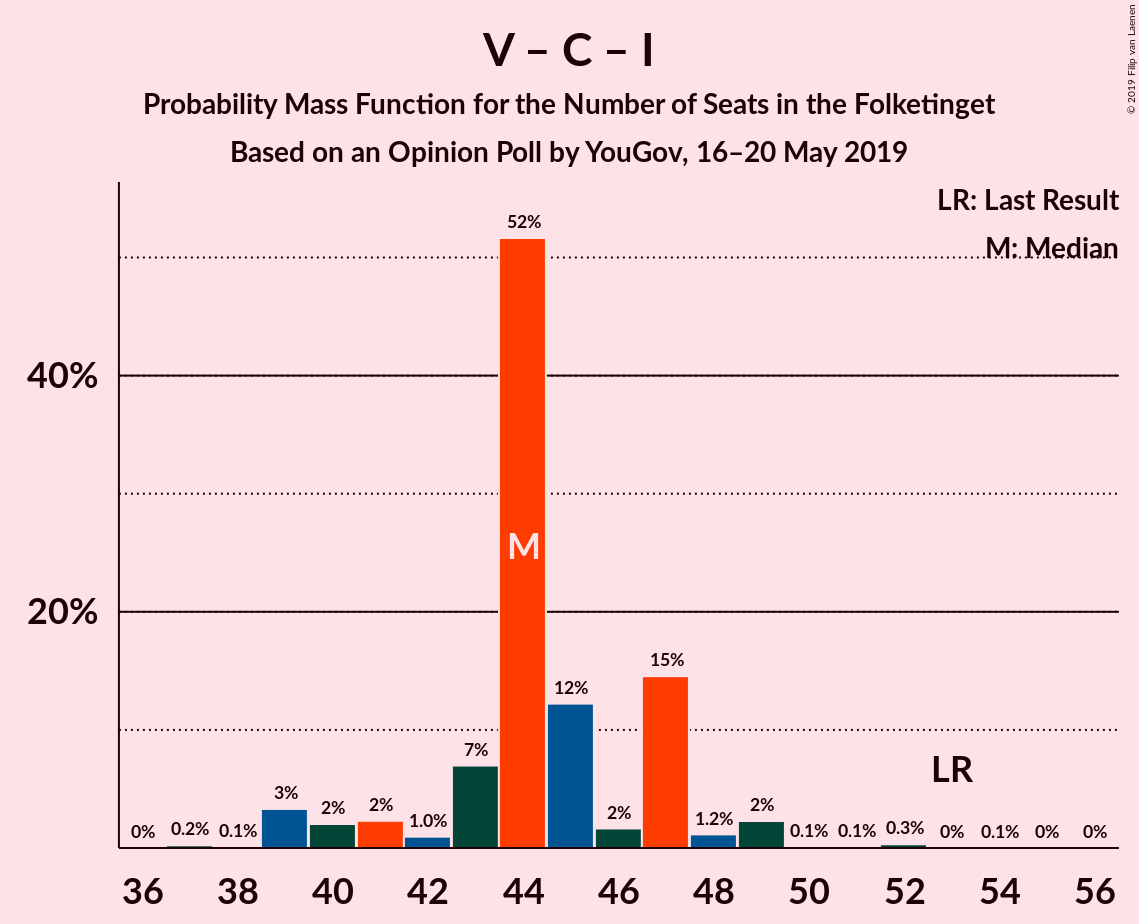 V – C – I
Probability Mass Function for the Number of Seats in the Folketinget
Based on an Opinion Poll by YouGov, 16–20 May 2019
© 2019 Filip van Laenen
LR: Last Result
M: Median
40%
20%
0%
0.2%
0.1%
3%
2%
2%
1.0%
7%
52%
12%
2%
15%
1.2%
2%
0.1%
0.1%
0.3%
0%
0.1%
0%
0%
M
LR
36 38 40 42 44 46 48 50 52 54 56